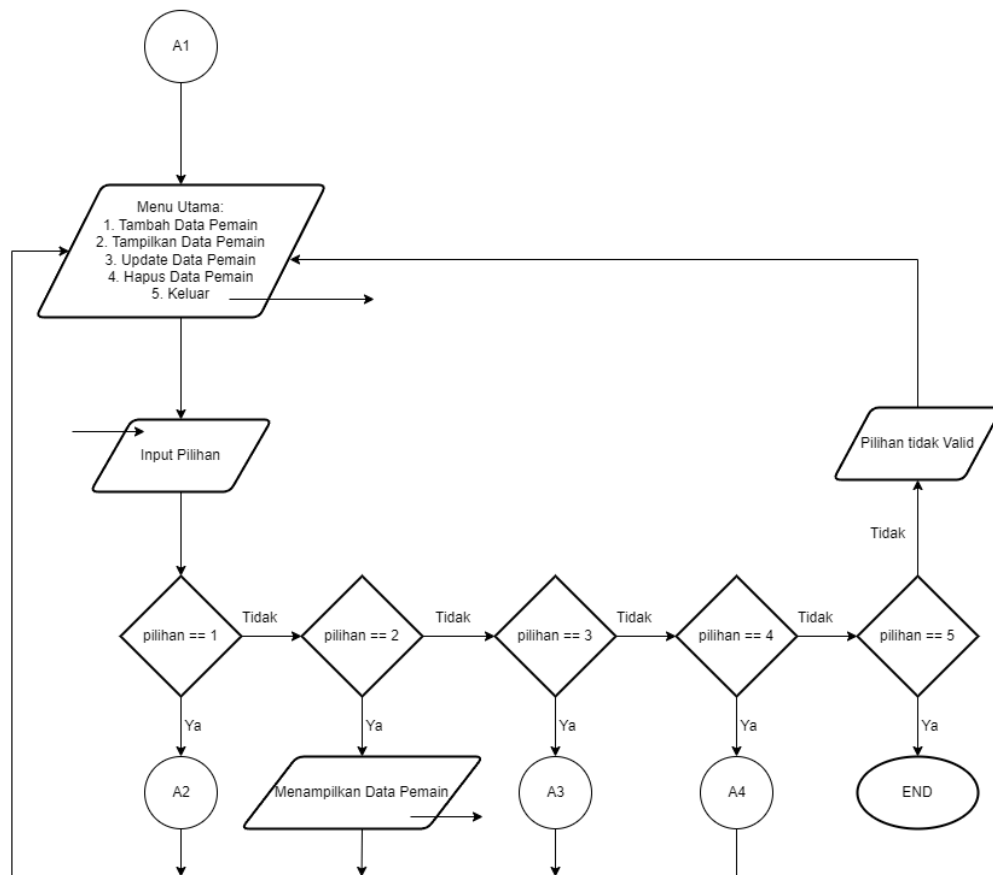 A1
Menu Utama:
1. Tambah Data Pemain
2. Tampilkan Data Pemain
3. Update Data Pemain
4. Hapus Data Pemain
5. Keluar
Input Pilihan
Pilihan tidak Valid
Tidak
pilihan == 1
Tidak
pilihan == 2
Tidak
pilihan == 3
Tidak
pilihan == 4
Tidak
pilihan == 5
Ya
Ya
Ya
Ya
Ya
A2
Menampilkan Data Pemain
A3
A4
END